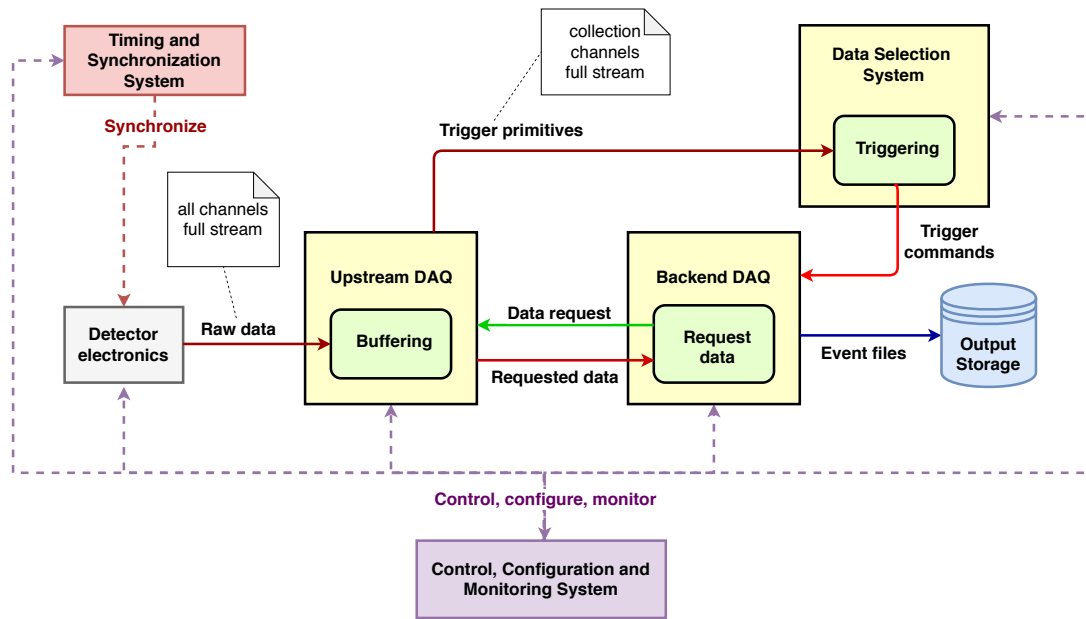 Timing and
Synchronization
System
Synchronize
collection
channels
full stream
Trigger primitives
Data Selection
System
Triggering
Trigger
commands
all channels
full stream
Raw data
Detector
electronics
Upstream DAQ
Buffering
Data request
Requested data
Backend DAQ
Request
data
Event files
Output
Storage
Control, configure, monitor
Control, Configuration and
Monitoring System